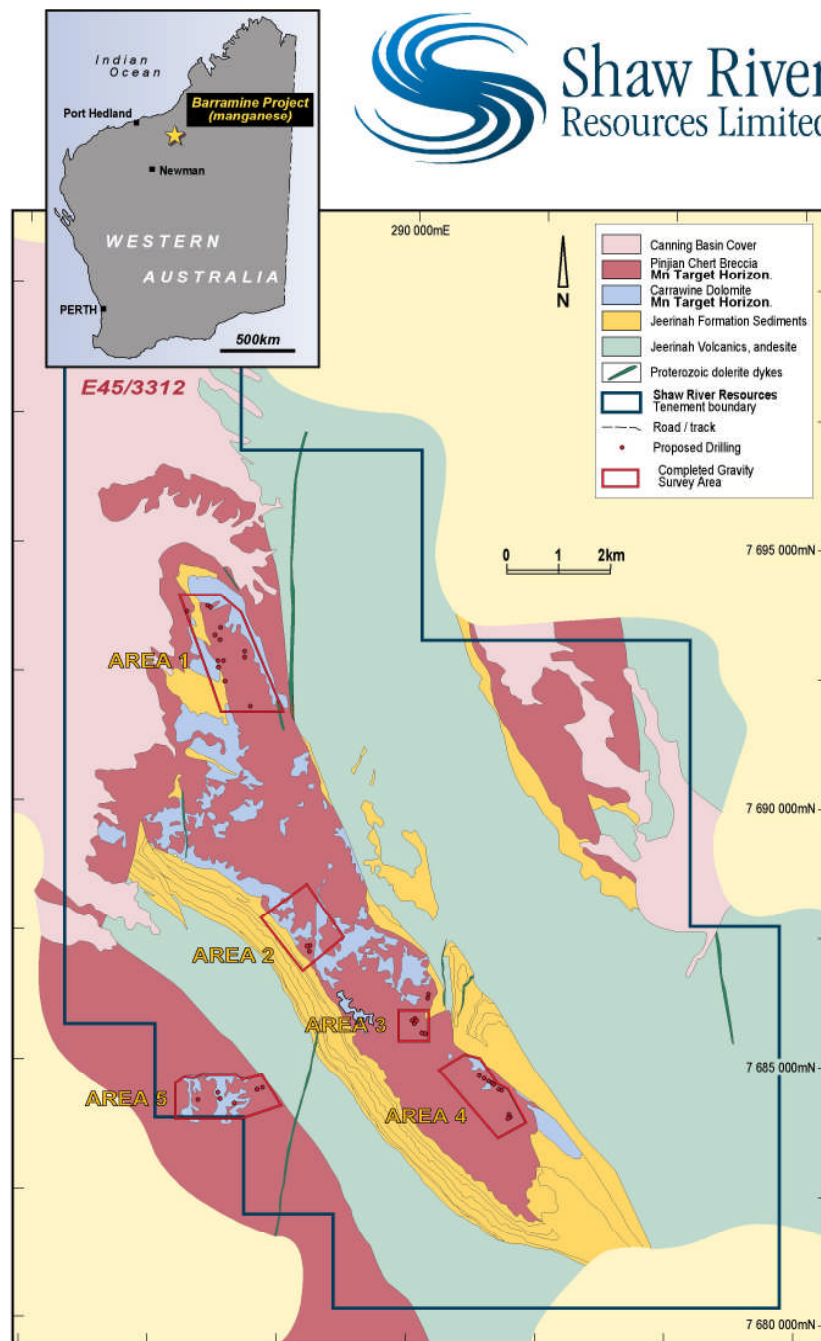 Indian
Ocean
Port Hedland
Barramine Project
(manganese)
Newman
WESTERN
AUSTRALIA
PERTH
500km
Shaw River
Resources Limited
290 000mE
N
Canning Basin Cover
Pinjian Chert Breccia
Mn Target Horizon.
Carrawine Dolomite
Mn Target Horizon.
Jeerinah Formation Sediments
Jeerinah Volcanics, andesite
Proterozoic dolerite dykes
Shaw River Resources
Tenement boundary
Road / track
Proposed Drilling
Completed Gravity
Survey Area
E45/3312
0 1 2km
7 695 000mN
AREA 1
7 690 000mN
AREA 2
AREA 3
7 685 000mN
AREA 5
AREA 4
7 680 000mN